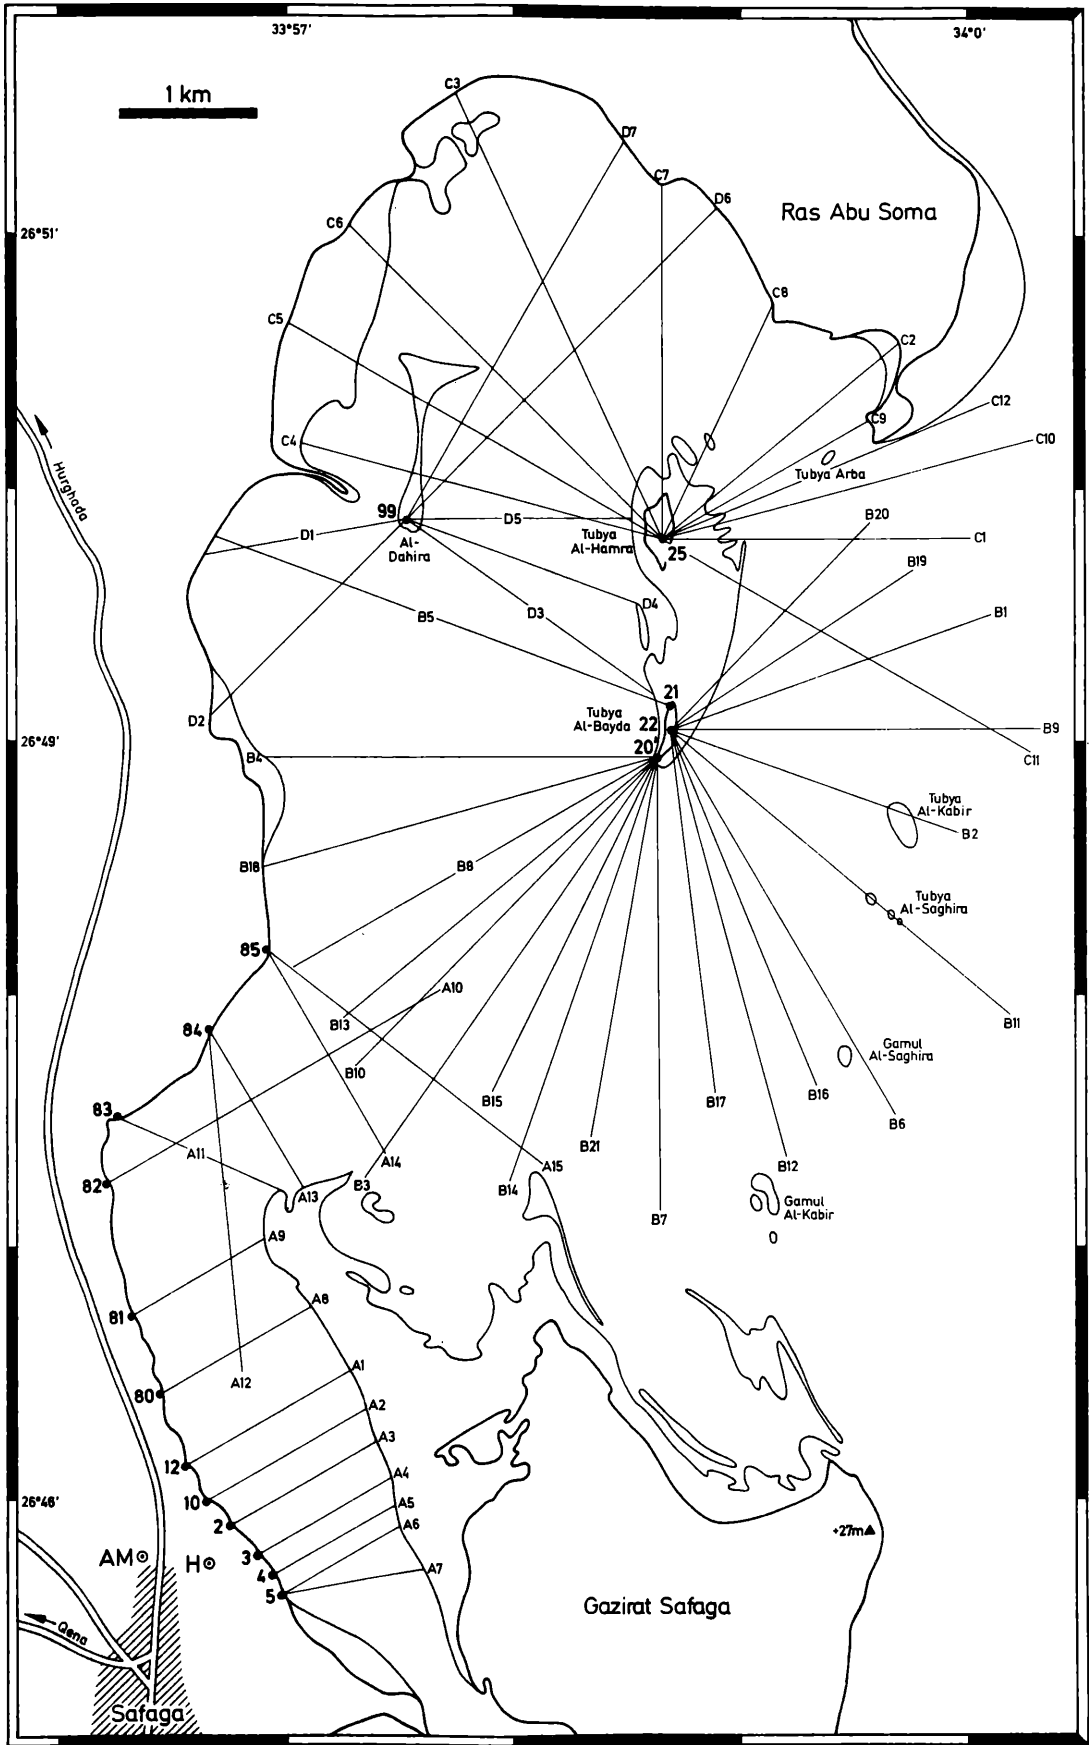 33°57'
34°0'
1 km
C3
D7
C7
D6
Ras Abu Soma
C6
26°51'
C8
C5
C2
C12
C9
C4
C10
Tubya Arba
Hurghada
B20
99
D5
D1
Al-
Dahira
Tubya
Al-Hamra
25
C1
B19
D4
D3
B5
B1
21
D2
Tubya
Al-Bayda
22
B9
26°49'
20
B4
C11
Tubya
Al-Kabir
B2
B18
B8
Tubya
Al-Saghira
85
A10
B13
B11
84
Gamul
Al-Saghira
B10
B15
B17
B16
83
B6
B21
A11
A14
A15
B12
82
A13
B3
B14
Gamul
Al-Kabir
B7
A9
A8
81
A1
A12
80
A2
A3
12
A4
26°46'
10
A5
2
A6
+27m
AM
H
3
A7
4
5
Gazirat Safaga
Qena
Safaga